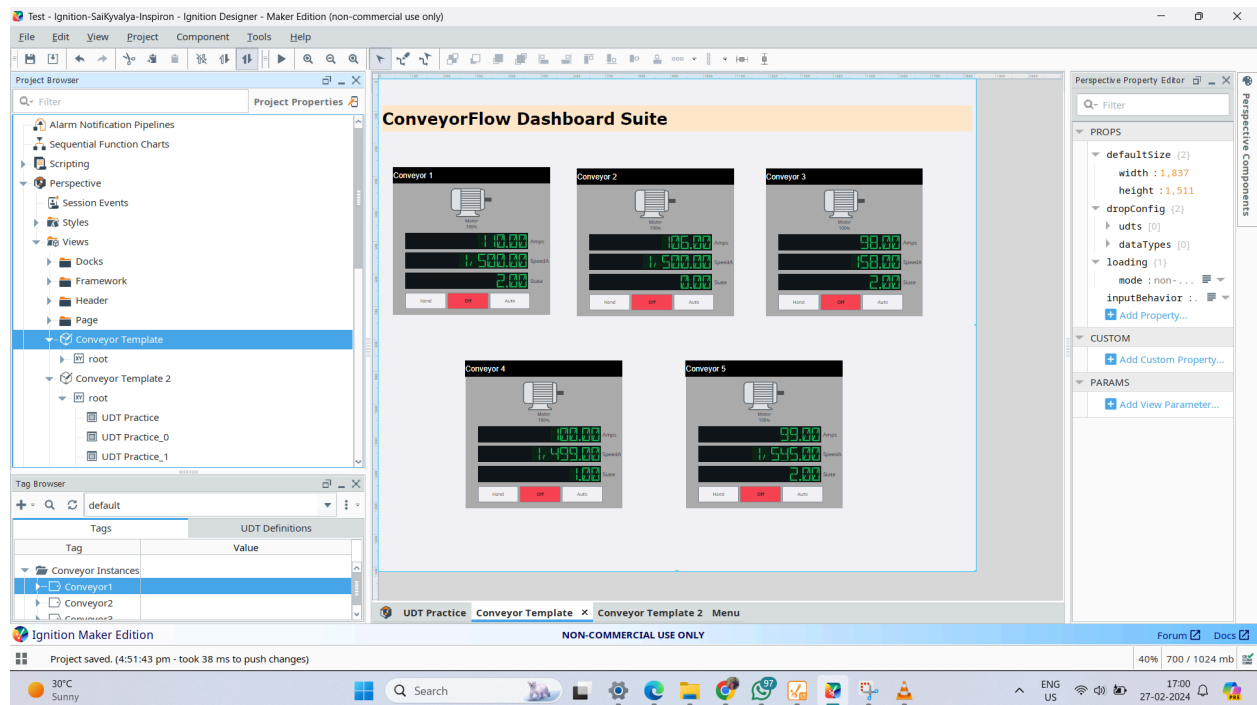 Test - Ignition-SaiKyvalya-Inspiron - Ignition Designer - Maker Edition (non-commercial use only)
File Edit View Project Component Tools Help
Project Browser
Filter
Project Properties
Alarm Notification Pipelines
Sequential Function Charts
Scripting
Perspective
Session Events
Styles
Views
Docks
Framework
Header
Page
Conveyor Template
root
Conveyor Template 2
root
UDT Practice
UDT Practice_0
UDT Practice_1
Tag Browser
default
Tags UDT Definitions
Tag Value
Conveyor Instances
Conveyor1
Conveyor2
Conveyor3
ConveyorFlow Dashboard Suite
Conveyor 1
Motor
100%
110.00 Amps
1,500.00 SpeedA
2.00 State
Hand Off Auto
Conveyor 2
Motor
100%
106.00 Amps
1,500.00 SpeedA
0.00 State
Hand Off Auto
Conveyor 3
Motor
100%
98.00 Amps
158.00 SpeedA
2.00 State
Hand Off Auto
Conveyor 4
Motor
100%
100.00 Amps
1,499.00 SpeedA
1.00 State
Hand Off Auto
Conveyor 5
Motor
100%
99.00 Amps
1,545.00 SpeedA
2.00 State
Hand Off Auto
UDT Practice Conveyor Template × Conveyor Template 2 Menu
Perspective Property Editor
Filter
PROPS
defaultSize {2}
width : 1,837
height : 1,511
dropConfig {2}
udts [0]
dataTypes [0]
loading {1}
mode : non-...
inputBehavior :.
Add Property...
CUSTOM
Add Custom Property...
PARAMS
Add View Parameter...
Perspective Components
Ignition Maker Edition
NON-COMMERCIAL USE ONLY
Forum Docs
Project saved. (4:51:43 pm - took 38 ms to push changes)
40% 700 / 1024 mb
30°C
Sunny
Search
97
ENG
US
17:00
27-02-2024
PRE